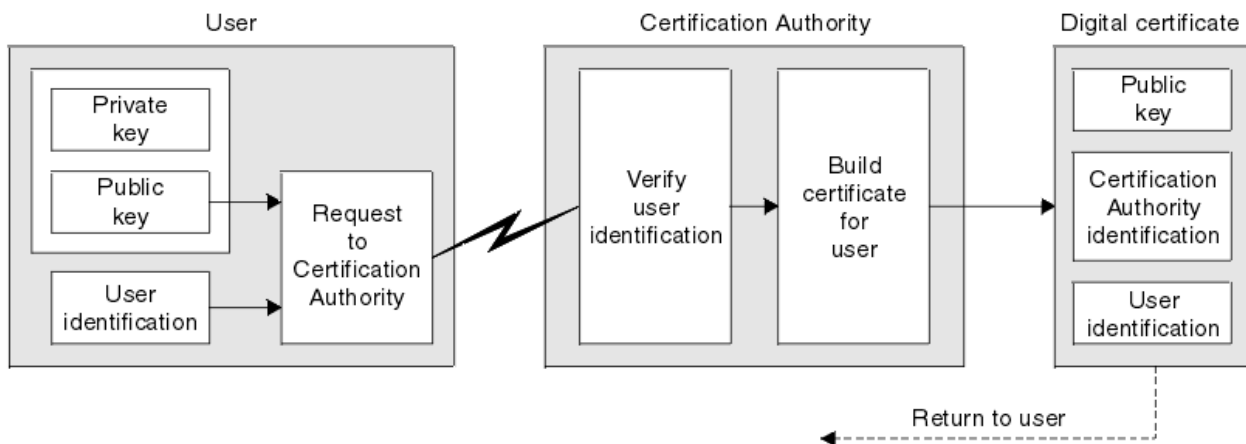 User
Certification Authority
Digital certificate
Private
key
Public
key
User
identification
Request
to
Certification
Authority
Verify
user
identification
Build
certificate
for
user
Public
key
Certification
Authority
identification
User
identification
Return to user